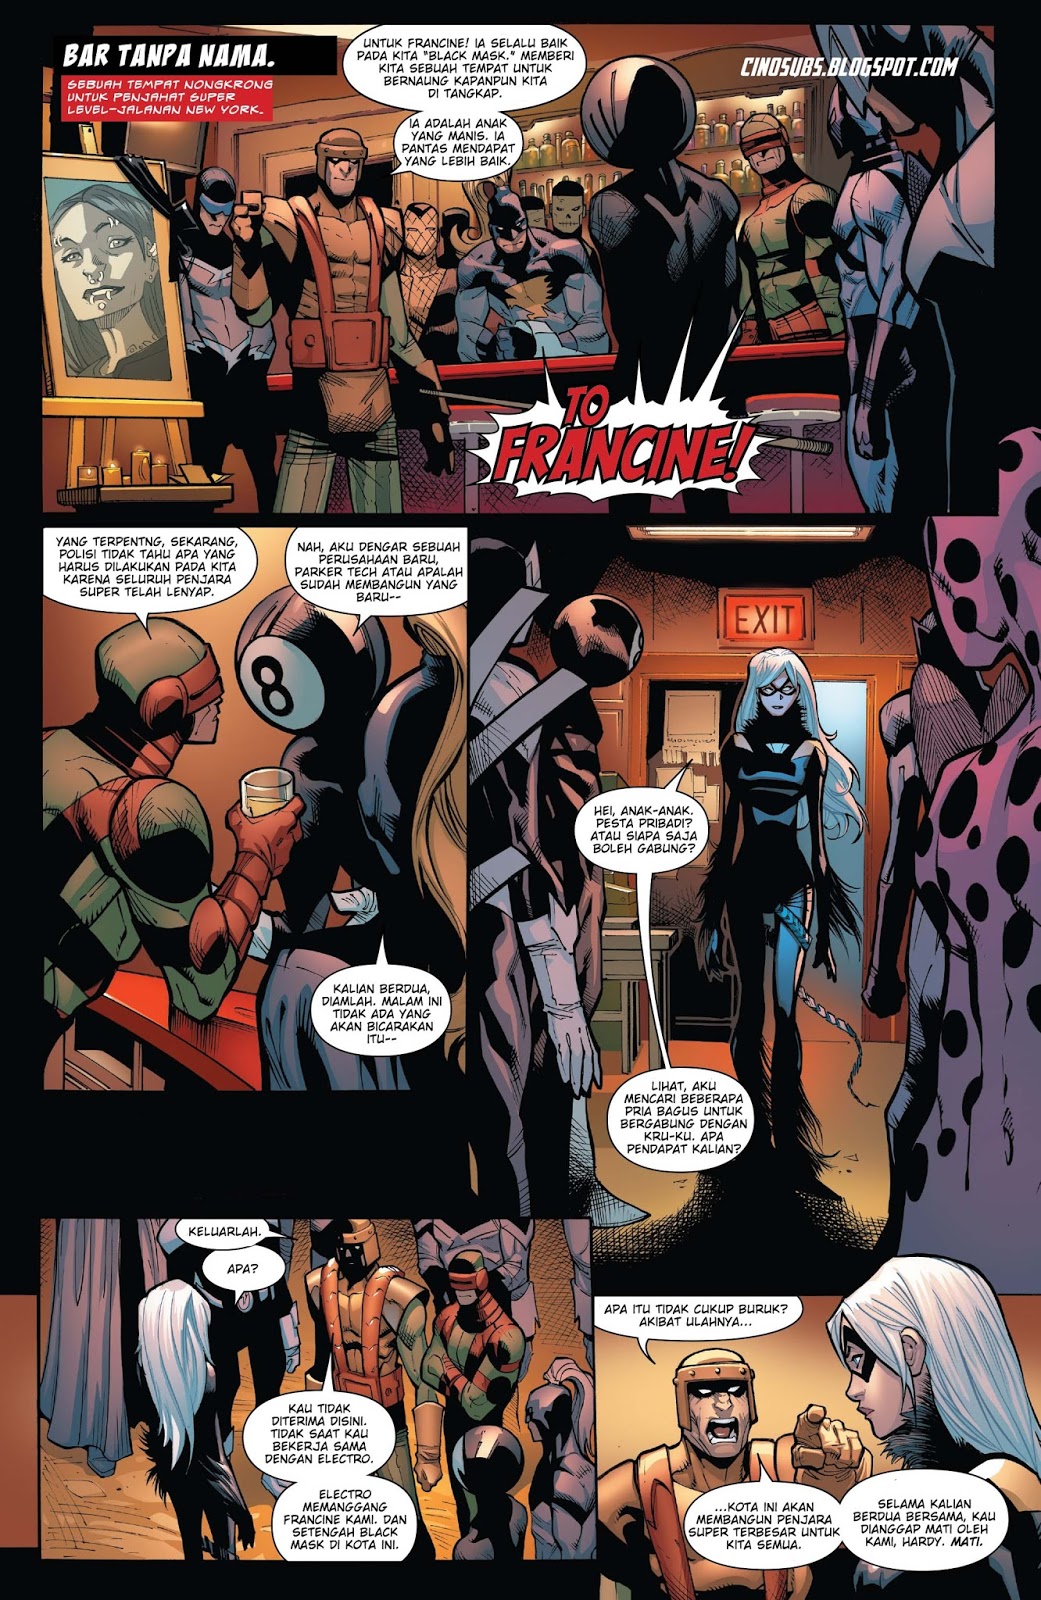 BAR TANPA NAMA.
SEBUAH TEMPAT NONGKRONG
UNTUK PENJAHAT SUPER
LEVEL-JALANAN NEW YORK.
UNTUK FRANCINE! IA SELALU BAIK
PADA KITA "BLACK MASK." MEMBERI
KITA SEBUAH TEMPAT UNTUK
BERNAUNG KAPANPUN KITA
DI TANGKAP.
IA ADALAH ANAK
YANG MANIS. IA
PANTAS MENDAPAT
YANG LEBIH BAIK.
CINOSUBS.BLOGSPOT.COM
TO
FRANCINE!
YANG TERPENTNG, SEKARANG,
POLISI TIDAK TAHU APA YANG
HARUS DILAKUKAN PADA KITA
KARENA SELURUH PENJARA
SUPER TELAH LENYAP.
NAH, AKU DENGAR SEBUAH
PERUSAHAAN BARU,
PARKER TECH ATAU APALAH
SUDAH MEMBANGUN YANG
BARU--
8
KALIAN BERDUA,
DIAMLAH. MALAM INI
TIDAK ADA YANG
AKAN BICARAKAN
ITU--
EXIT
HEI, ANAK-ANAK.
PESTA PRIBADI?
ATAU SIAPA SAJA
BOLEH GABUNG?
LIHAT, AKU
MENCARI BEBERAPA
PRIA BAGUS UNTUK
BERGABUNG DENGAN
KRU-KU. APA
PENDAPAT KALIAN?
KELUARLAH.
APA?
KAU TIDAK
DITERIMA DISINI.
TIDAK SAAT KAU
BEKERJA SAMA
DENGAN ELECTRO.
ELECTRO
MEMANGGANG
FRANCINE KAMI. DAN
SETENGAH BLACK
MASK DI KOTA INI.
APA ITU TIDAK CUKUP BURUK?
AKIBAT ULAHNYA...
...KOTA INI AKAN
MEMBANGUN PENJARA
SUPER TERBESAR UNTUK
KITA SEMUA.
SELAMA KALIAN
BERDUA BERSAMA, KAU
DIANGGAP MATI OLEH
KAMI, HARDY. MATI.